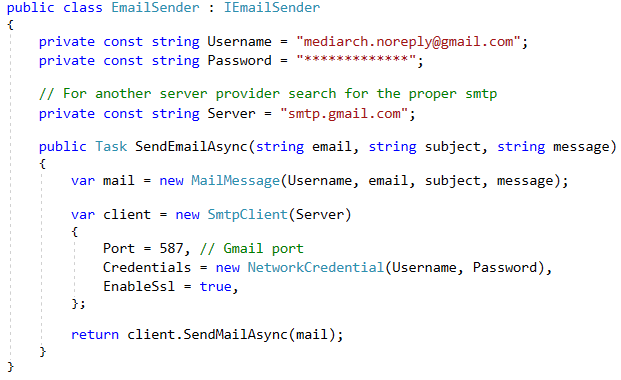 public class EmailSender : IEmailSender
{
    private const string Username = "mediarch.noreply@gmail.com";
    private const string Password = "*************";

    // For another server provider search for the proper smtp
    private const string Server = "smtp.gmail.com";

    public Task SendEmailAsync(string email, string subject, string message)
    {
        var mail = new MailMessage(Username, email, subject, message);

        var client = new SmtpClient(Server)
        {
            Port = 587, // Gmail port
            Credentials = new NetworkCredential(Username, Password),
            EnableSsl = true,
        };

        return client.SendMailAsync(mail);
    }
}